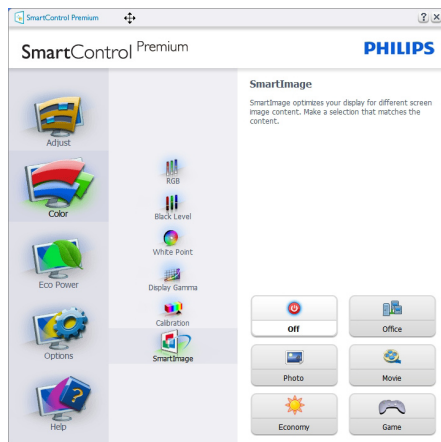 SmartControl Premium
? X
SmartControl Premium
PHILIPS
Adjust
Color
Eco Power
Options
Help
RGB
Black Level
White Point
Display Gamma
Calibration
SmartImage
SmartImage
SmartImage optimizes your display for different screen
image content. Make a selection that matches the
content.
Off
Office
Photo
Movie
Economy
Game